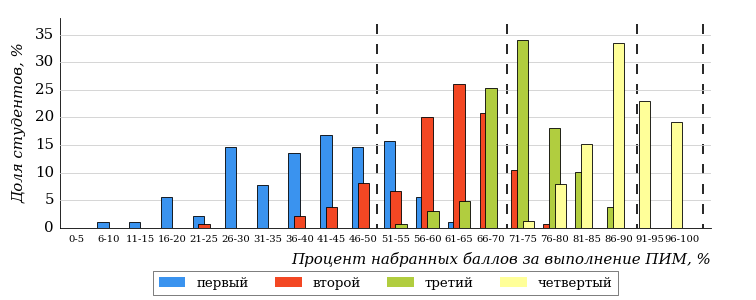 Доля студентов, %
35
30
25
20
15
10
5
0
0-5 6-10 11-15 16-20 21-25 26-30 31-35 36-40 41-45 46-50 51-55 56-60 61-65 66-70 71-75 76-80 81-85 86-90 91-95 96-100
Процент набранных баллов за выполнение ПИМ, %
первый второй третий четвертый